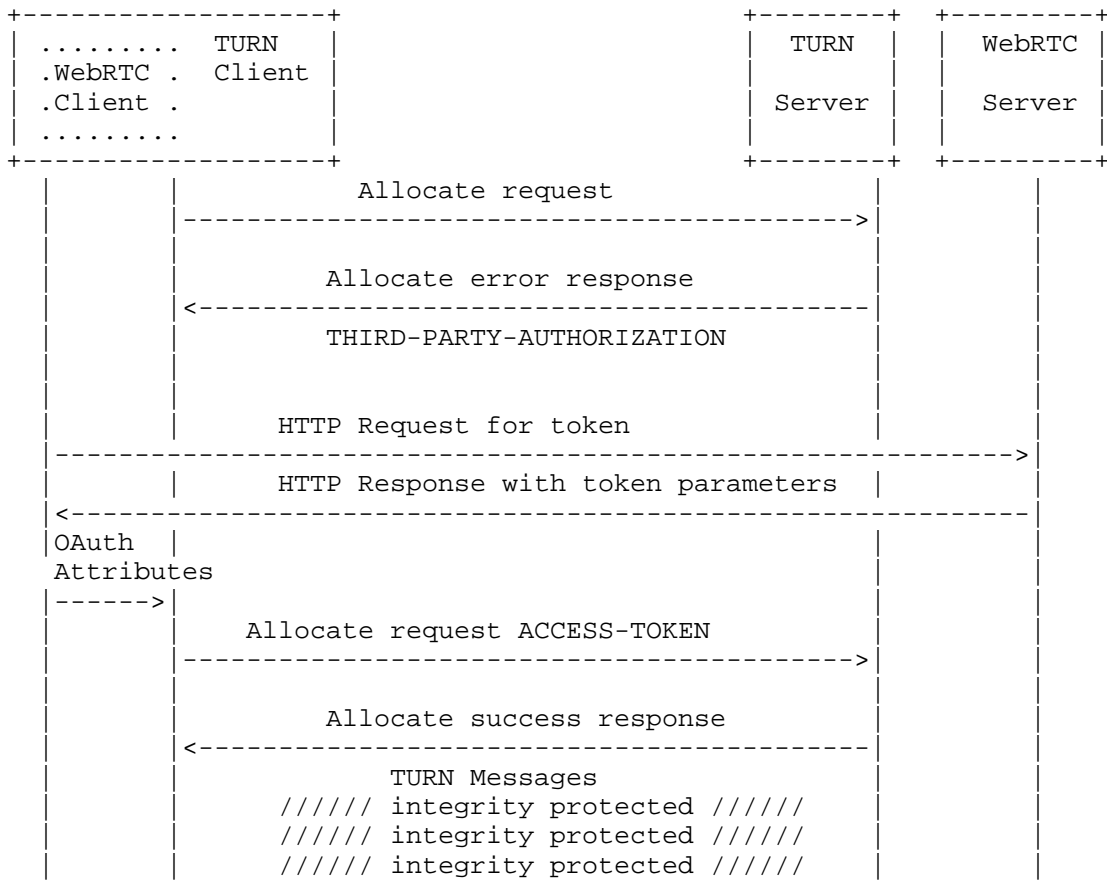 ......... TURN TURN WebRTC
.WebRTC . Client
.Client . Server Server
.........
Allocate request
Allocate error response
THIRD-PARTY-AUTHORIZATION
HTTP Request for token
HTTP Response with token parameters
OAuth
Attributes
Allocate request ACCESS-TOKEN
Allocate success response
TURN Messages
////// integrity protected //////
////// integrity protected //////
////// integrity protected //////